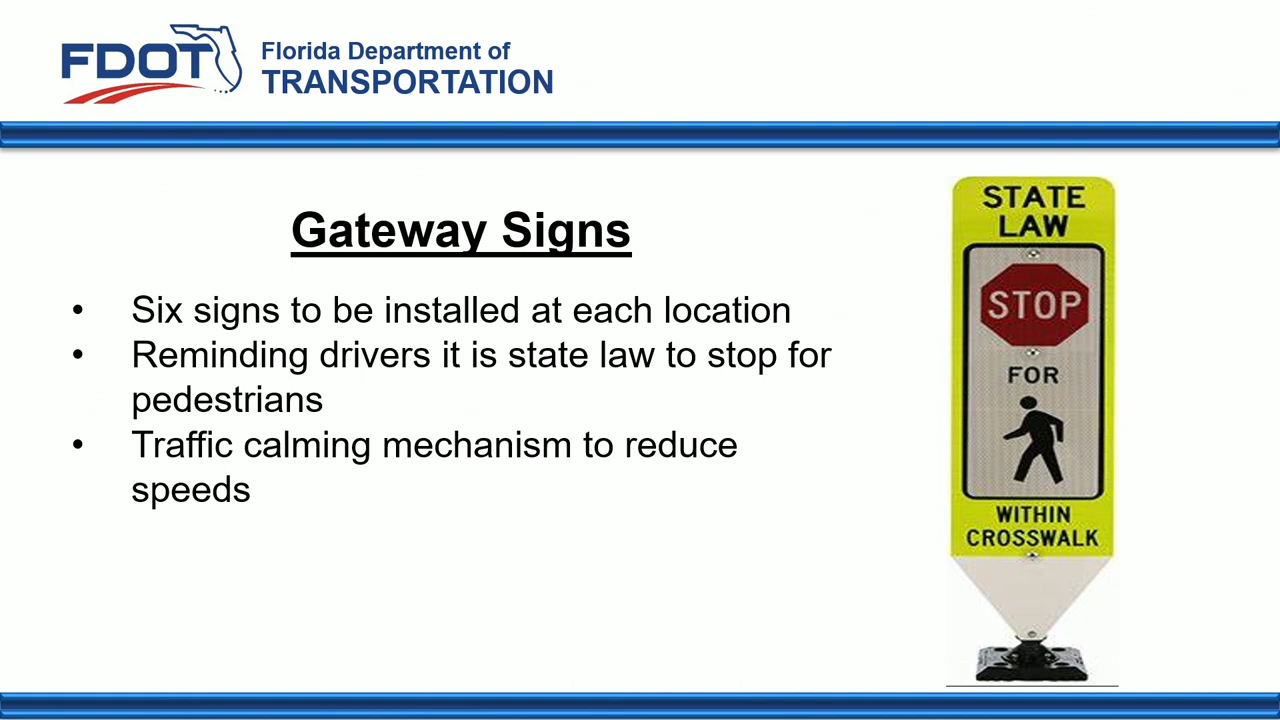 FDOT
Florida Department of
TRANSPORTATION
Gateway Signs
• Six signs to be installed at each location
• Reminding drivers it is state law to stop for
pedestrians
• Traffic calming mechanism to reduce
speeds
STATE
LAW
STOP
FOR
WITHIN
CROSSWALK